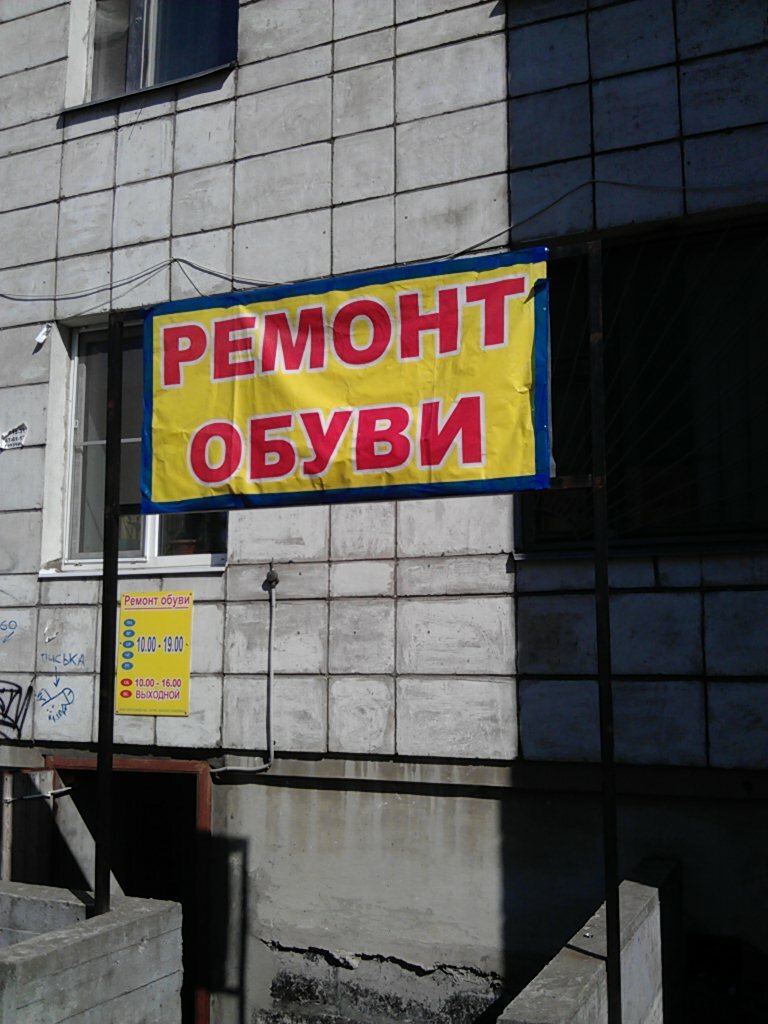 РЕМОНТ
ОБУВИ
Ремонт обуви
10.00 - 19.00
10.00 - 16.00
ВЫХОДНОЙ